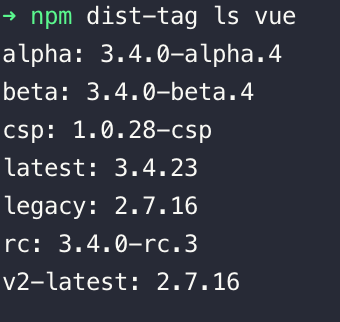 ➜ npm dist-tag ls vue
alpha: 3.4.0-alpha.4
beta: 3.4.0-beta.4
csp: 1.0.28-csp
latest: 3.4.23
legacy: 2.7.16
rc: 3.4.0-rc.3
v2-latest: 2.7.16